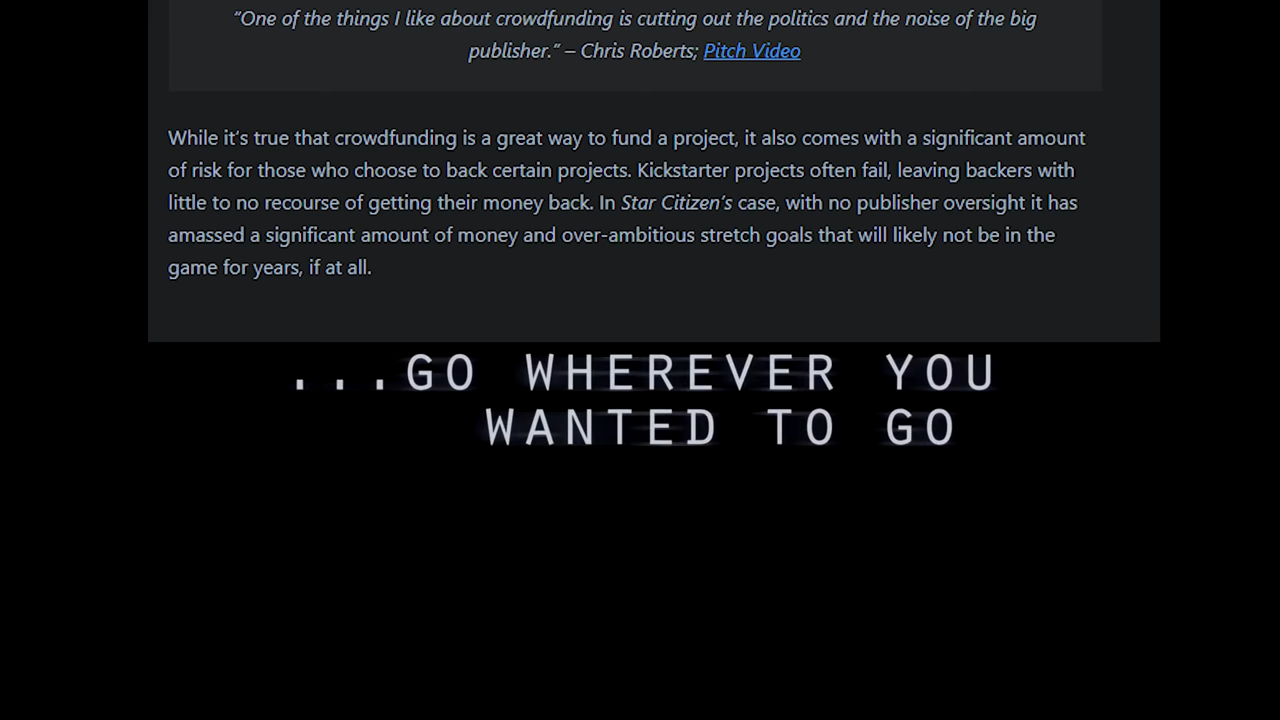 “One of the things I like about crowdfunding is cutting out the politics and the noise of the big
publisher.” – Chris Roberts; Pitch Video
While it’s true that crowdfunding is a great way to fund a project, it also comes with a significant amount
of risk for those who choose to back certain projects. Kickstarter projects often fail, leaving backers with
little to no recourse of getting their money back. In Star Citizen’s case, with no publisher oversight it has
amassed a significant amount of money and over-ambitious stretch goals that will likely not be in the
game for years, if at all.
...GO WHEREVER YOU
WANTED TO GO